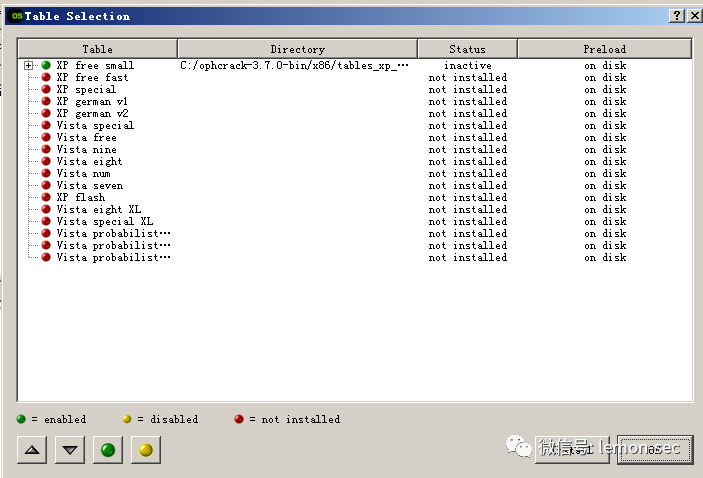 Table Selection
Table Directory Status Preload
XP free small C:/ophcrack-3.7.0-bin/x86/tables_xp_··· inactive on disk
XP free fast not installed on disk
XP special not installed on disk
XP german v1 not installed on disk
XP german v2 not installed on disk
Vista special not installed on disk
Vista free not installed on disk
Vista nine not installed on disk
Vista eight not installed on disk
Vista num not installed on disk
Vista seven not installed on disk
XP flash not installed on disk
Vista eight XL not installed on disk
Vista special XL not installed on disk
Vista probabilist··· not installed on disk
Vista probabilist··· not installed on disk
Vista probabilist··· not installed on disk
= enabled = disabled = not installed
微信号: lemonsec